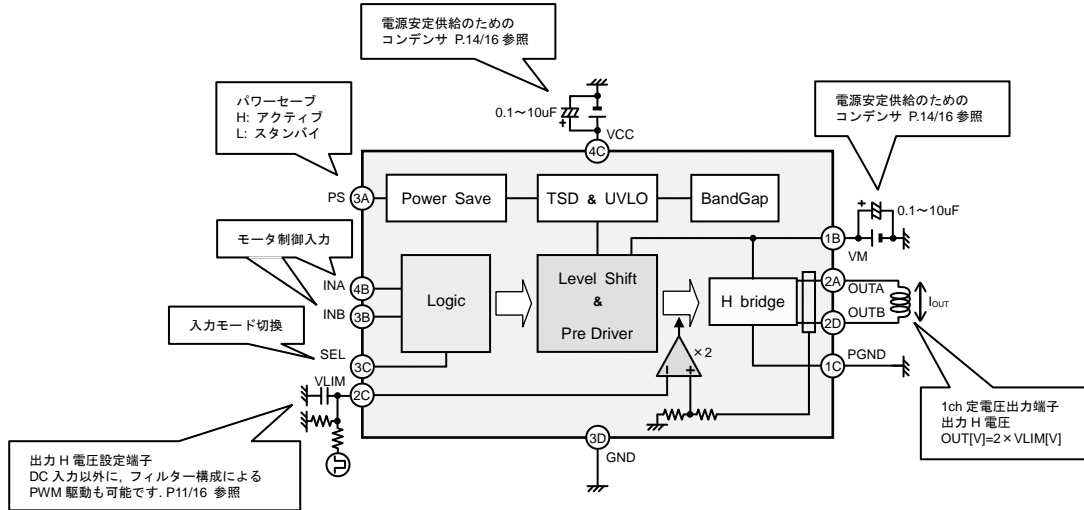 電源安定供給のための
コンデンサ P.14/16 参照
パワーセーブ
H: アクティブ
L: スタンバイ
0.1～10uF
+
VCC
4C
電源安定供給のための
コンデンサ P.14/16 参照
PS
3A
Power Save
TSD & UVLO
BandGap
+
0.1～10uF
1B
VM
モータ制御入力
INA
4B
INB
3B
Logic
Level Shift
&
Pre Driver
H bridge
2A
OUTA
IOUT
OUTB
2D
入力モード切換
SEL
3C
×2
1C
PGND
VLIM
2C
3D
GND
出力 H 電圧設定端子
DC 入力以外に, フィルター構成による
PWM 駆動も可能です. P11/16 参照
1ch 定電圧出力端子
出力 H 電圧
OUT[V]=2×VLIM[V]